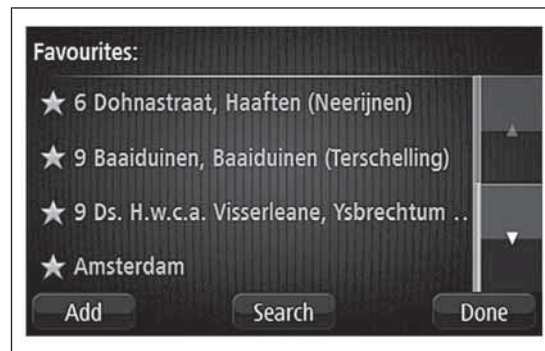 Favourites:
6 Dohnastraat, Haaften (Neerijnen)
9 Baaiduinen, Baaiduinen (Terschelling)
9 Ds. H.w.c.a. Visserleane, Ysbrechtum ..
Amsterdam
Add Search Done